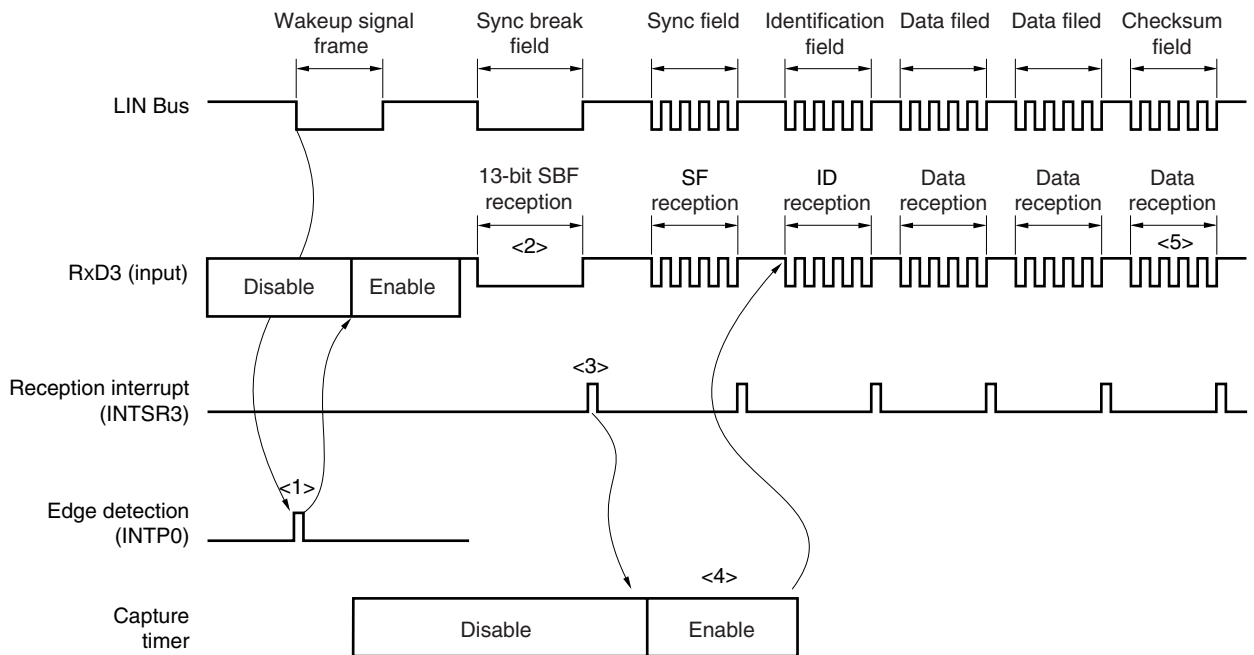 Wakeup signal
frame
Sync break
field
Sync field
Identification
field
Data filed
Data filed
Checksum
field
LIN Bus
13-bit SBF
reception
SF
reception
ID
reception
Data
reception
Data
reception
Data
reception
<2>
<5>
RxD3 (input)
Disable
Enable
<3>
Reception interrupt
(INTSR3)
<1>
Edge detection
(INTP0)
<4>
Capture
timer
Disable
Enable